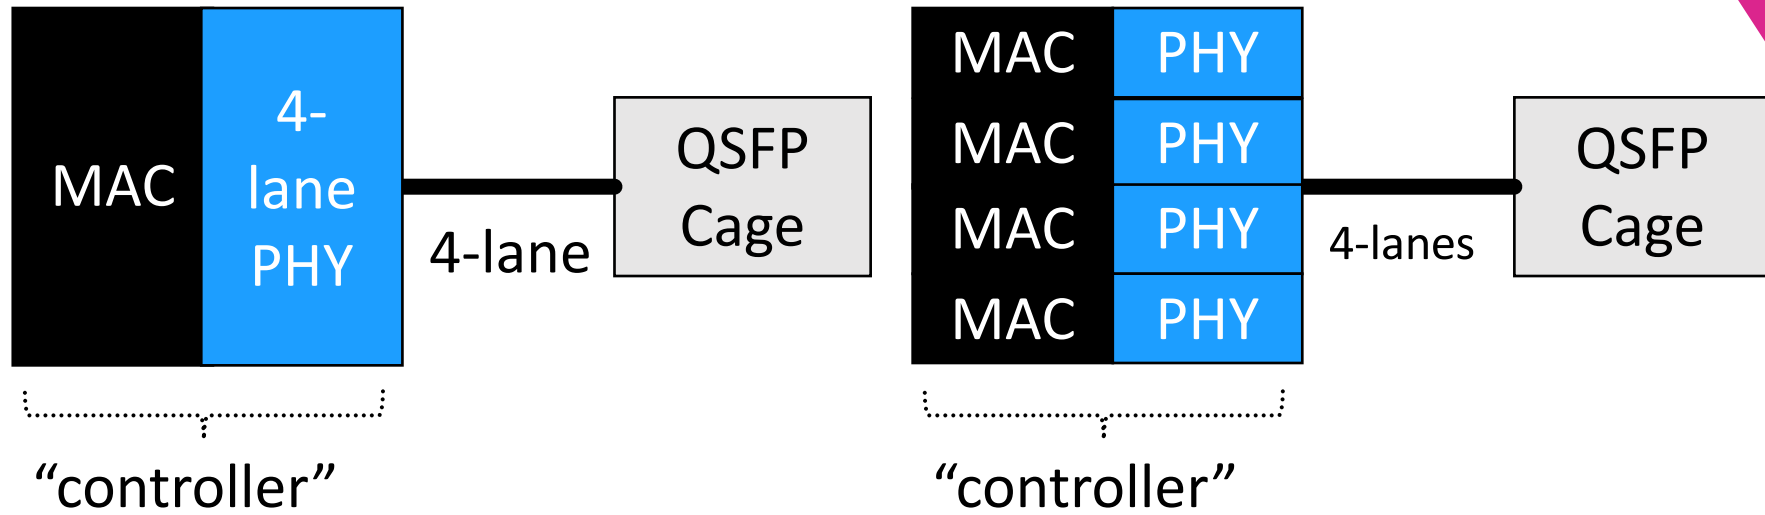 MAC
4-
lane
PHY
4-lane
QSFP
Cage
“controller”
MAC PHY
MAC PHY
MAC PHY
MAC PHY
4-lanes
QSFP
Cage
“controller”